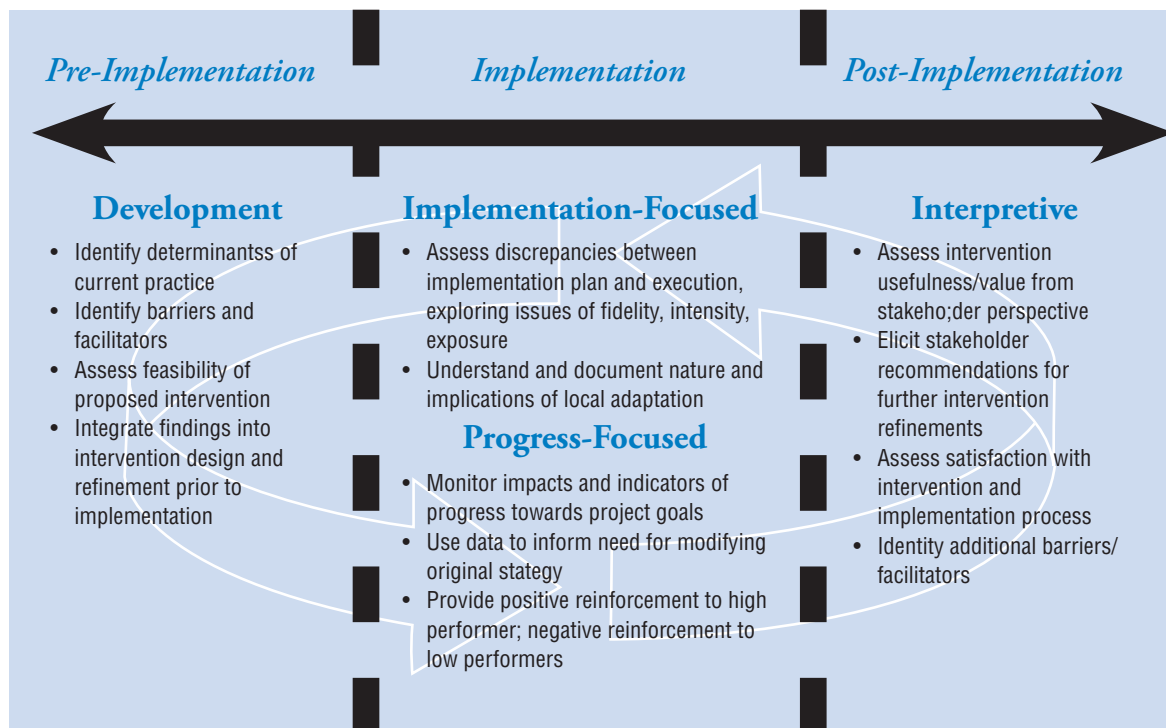 Pre-Implementation
Implementation
Post-Implementation
Development
• Identify determinantss of
current practice
• Identify barriers and
facilitators
• Assess feasibility of
proposed intervention
• Integrate findings into
intervention design and
refinement prior to
implementation
Implementation-Focused
• Assess discrepancies between
implementation plan and execution,
exploring issues of fidelity, intensity,
exposure
• Understand and document nature and
implications of local adaptation
Progress-Focused
• Monitor impacts and indicators of
progress towards project goals
• Use data to inform need for modifying
original stategy
• Provide positive reinforcement to high
performer; negative reinforcement to
low performers
Interpretive
• Assess intervention
usefulness/value from
stakeho;der perspective
• Elicit stakeholder
recommendations for
further intervention
refinements
• Assess satisfaction with
intervention and
implementation process
• Identity additional barriers/
facilitators